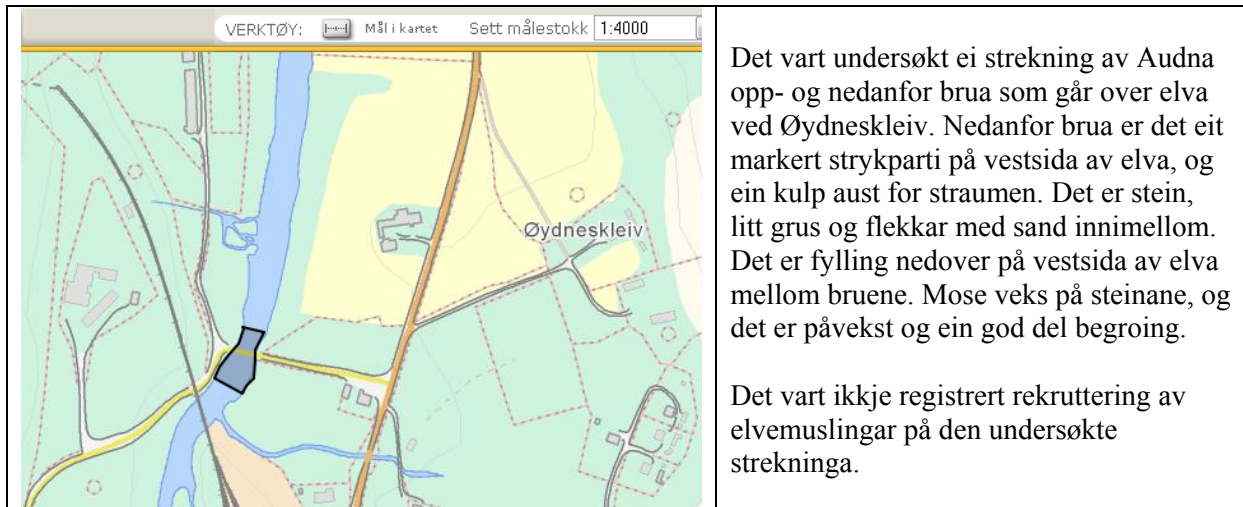 VERKTØY: Mål i kartet Sett målestokk 1:4000
Øydneskleiv
Det vart undersøkt ei strekning av Audna
opp- og nedanfor brua som går over elva
ved Øydneskleiv. Nedanfor brua er det eit
markert strykparti på vestsida av elva, og
ein kulp aust for straumen. Det er stein,
litt grus og flekkar med sand innimellom.
Det er fylling nedover på vestsida av elva
mellom bruene. Mose veks på steinane, og
det er påvekst og ein god del begroing.
Det vart ikkje registrert rekruttering av
elvemuslingar på den undersøkte
strekninga.